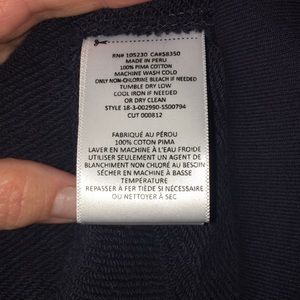 RN# 105230 CA#58350
MADE IN PERU
100% PIMA COTTON
MACHINE WASH COLD
ONLY NON-CHLORINE BLEACH IF NEEDED
TUMBLE DRY LOW
COOL IRON IF NEEDED
OR DRY CLEAN
STYLE 18-3-002990-5500794
CUT 000812
FABRIQUÉ AU PÉROU
100% COTON PIMA
LAVER EN MACHINE À L'EAU FROIDE
UTILISER SEULEMENT UN AGENT DE
BLANCHIMENT NON CHLORÉ AU BESOIN
SÉCHER EN MACHINE À BASSE
TEMPÉRATURE
REPASSER À FER TIÈDE SI NÉCESSAIRE
OU NETTOYER À SEC